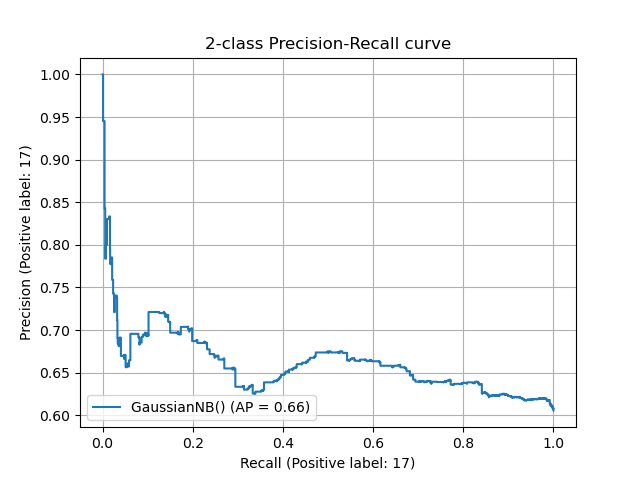 2-class Precision-Recall curve
Precision (Positive label: 17)
1.00
0.95
0.90
0.85
0.80
0.75
0.70
0.65
0.60
GaussianNB() (AP = 0.66)
0.0 0.2 0.4 0.6 0.8 1.0
Recall (Positive label: 17)